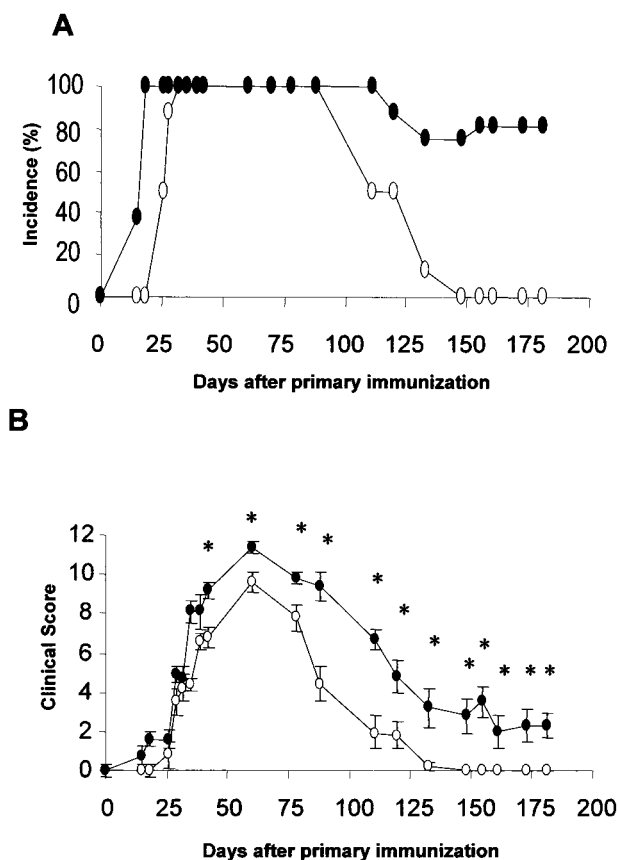 A
100
80
60
40
20
0
Incidence (%)
0 25 50 75 100 125 150 175 200
Days after primary immunization
B
* * * * * * * * * * * *
12
10
8
6
4
2
0
Clinical Score
0 25 50 75 100 125 150 175 200
Days after primary immunization